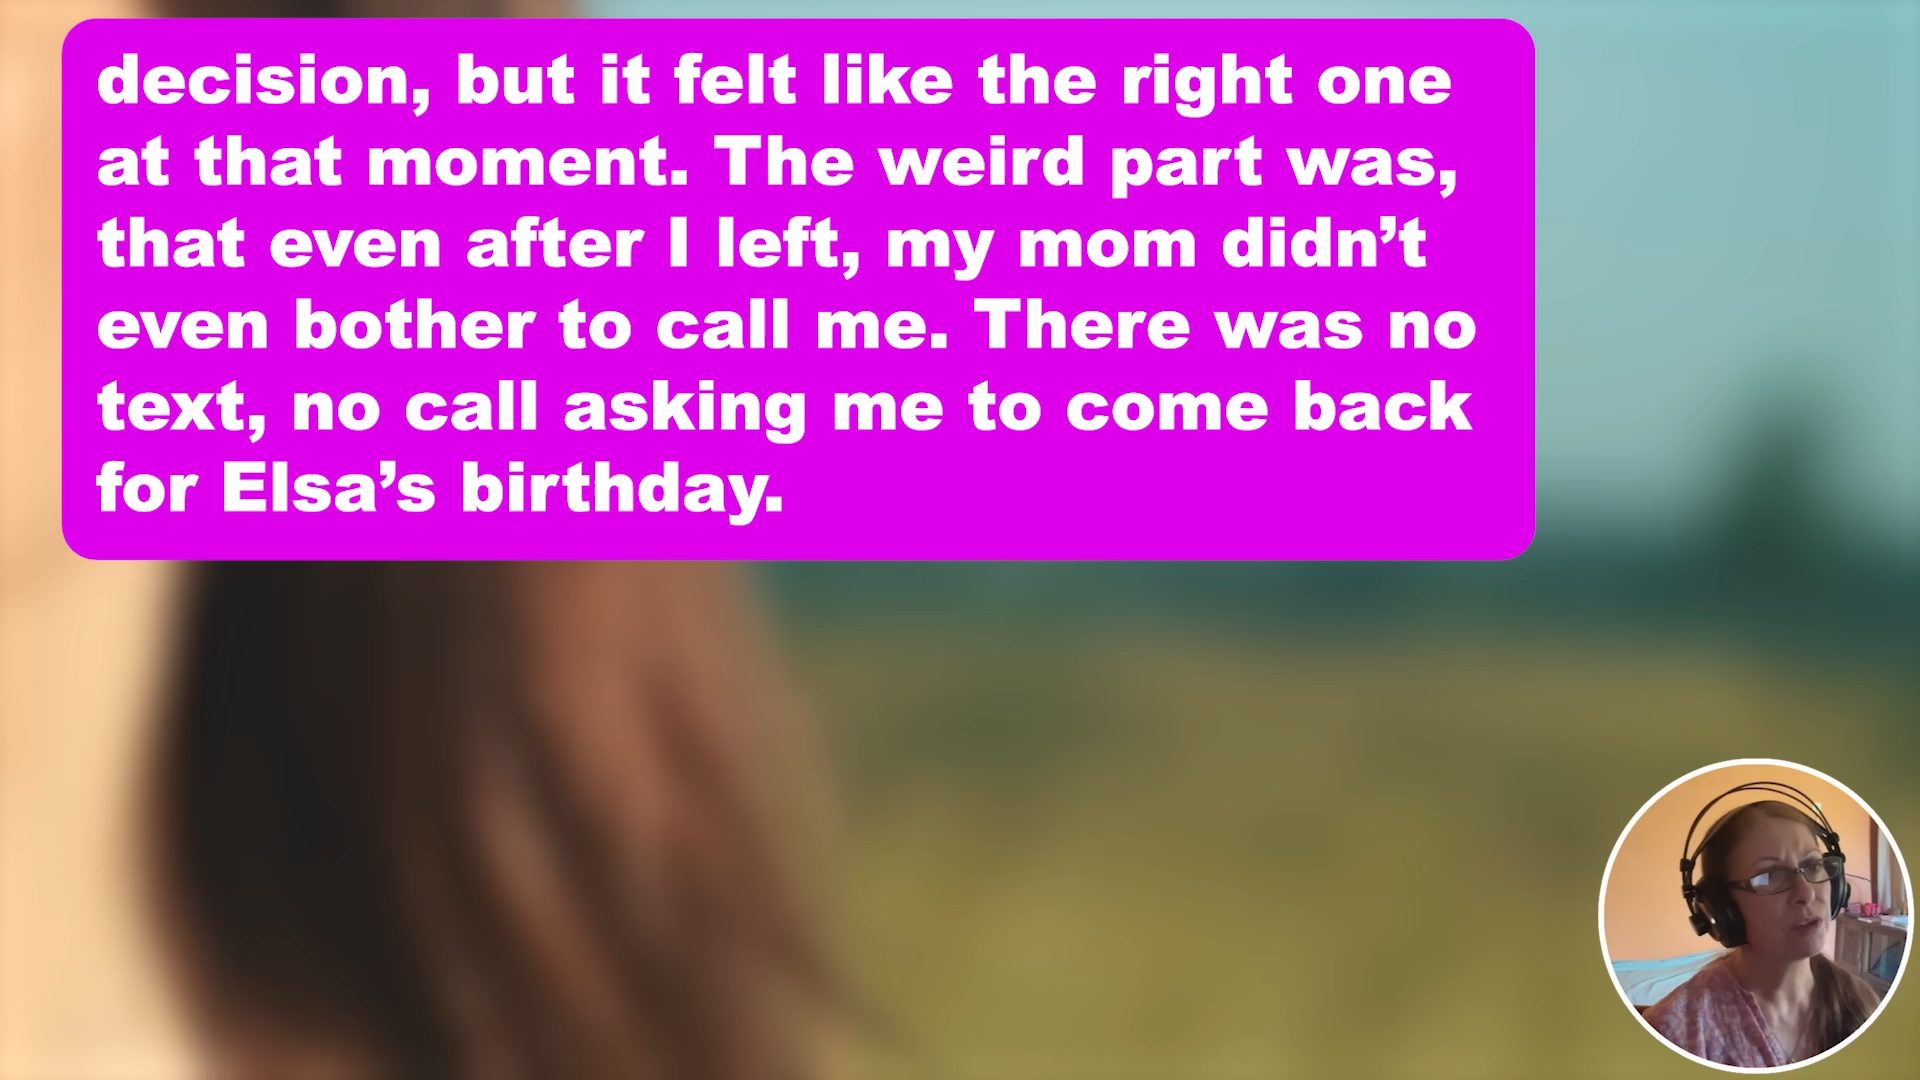 decision, but it felt like the right one
at that moment. The weird part was,
that even after I left, my mom didn’t
even bother to call me. There was no
text, no call asking me to come back
for Elsa’s birthday.